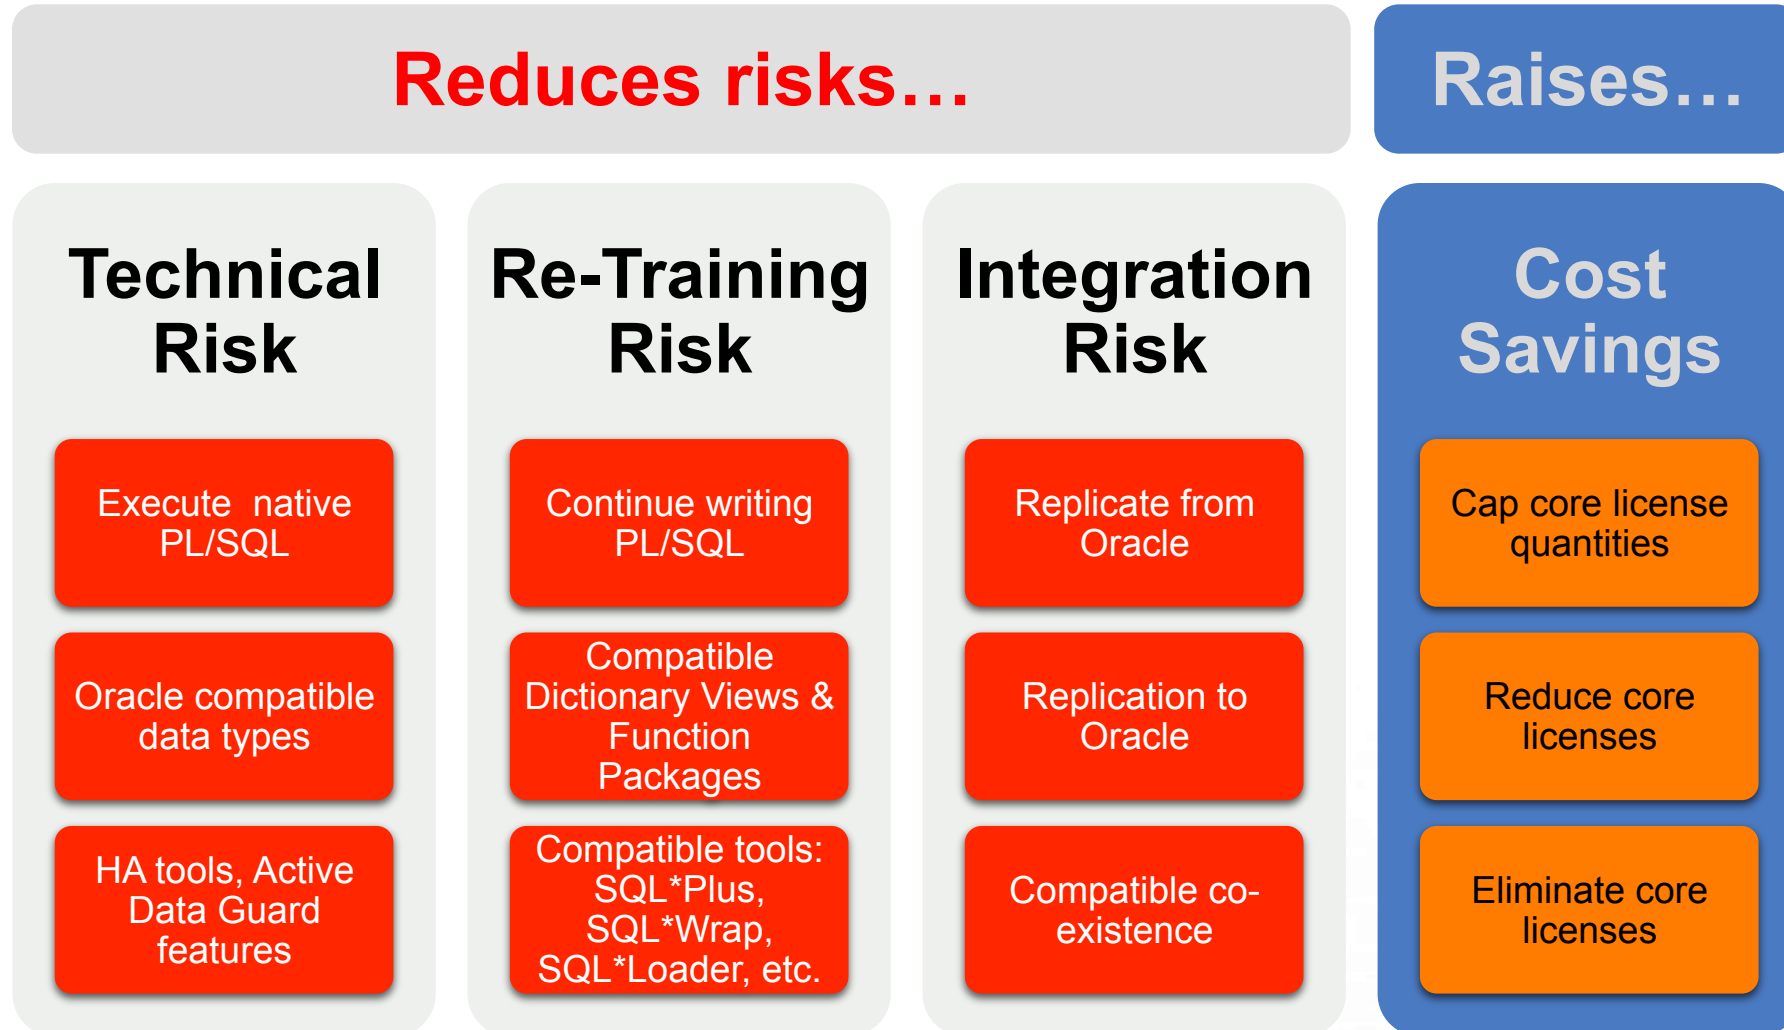 Reduces risks…
Raises…
Technical
Risk
Execute native
PL/SQL
Oracle compatible
data types
HA tools, Active
Data Guard
features
Re-Training
Risk
Continue writing
PL/SQL
Compatible
Dictionary Views &
Function
Packages
Compatible tools:
SQL*Plus,
SQL*Wrap,
SQL*Loader, etc.
Integration
Risk
Replicate from
Oracle
Replication to
Oracle
Compatible co-
existence
Cost
Savings
Cap core license
quantities
Reduce core
licenses
Eliminate core
licenses